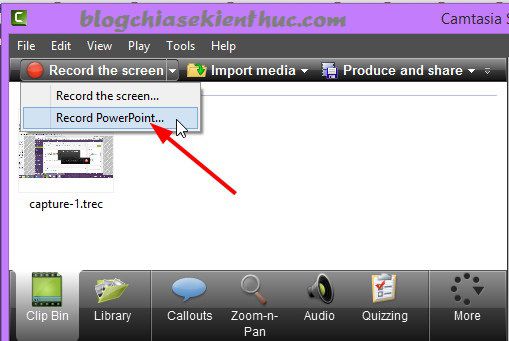 blogchiasekienthuc.com
Camtasia S
File Edit View Play Tools Help
Record the screen Import media Produce and share
Record the screen...
Record PowerPoint...
capture-1.trec
Clip Bin Library Callouts Zoom-n-Pan Audio Quizzing More